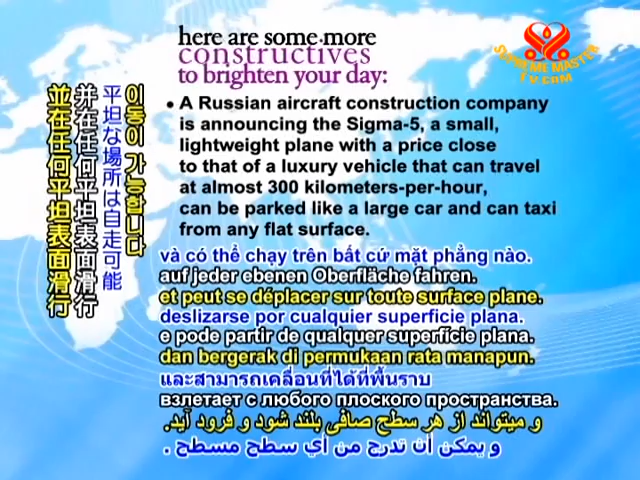 here are some more
constructives
to brighten your day:
SUPREME MASTER
TV.COM
• A Russian aircraft construction company
is announcing the Sigma-5, a small,
lightweight plane with a price close
to that of a luxury vehicle that can travel
at almost 300 kilometers-per-hour,
can be parked like a large car and can taxi
from any flat surface.
이동이 가능합니다
平坦な場所は自走可能
并在任何平坦表面滑行
並在任何平坦表面滑行
và có thể chạy trên bất cứ mặt phẳng nào.
auf jeder ebenen Oberfläche fahren.
et peut se déplacer sur toute surface plane.
deslizarse por cualquier superficie plana.
e pode partir de qualquer superfície plana.
dan bergerak di permukaan rata manapun.
และสามารถเคลื่อนที่ได้ที่พื้นราบ
взлетает с любого плоского пространства.
و میتواند از هر سطح صافی بلند شود و فرود آید.
و يمكن أن تدرج من أي سطح مسطح .